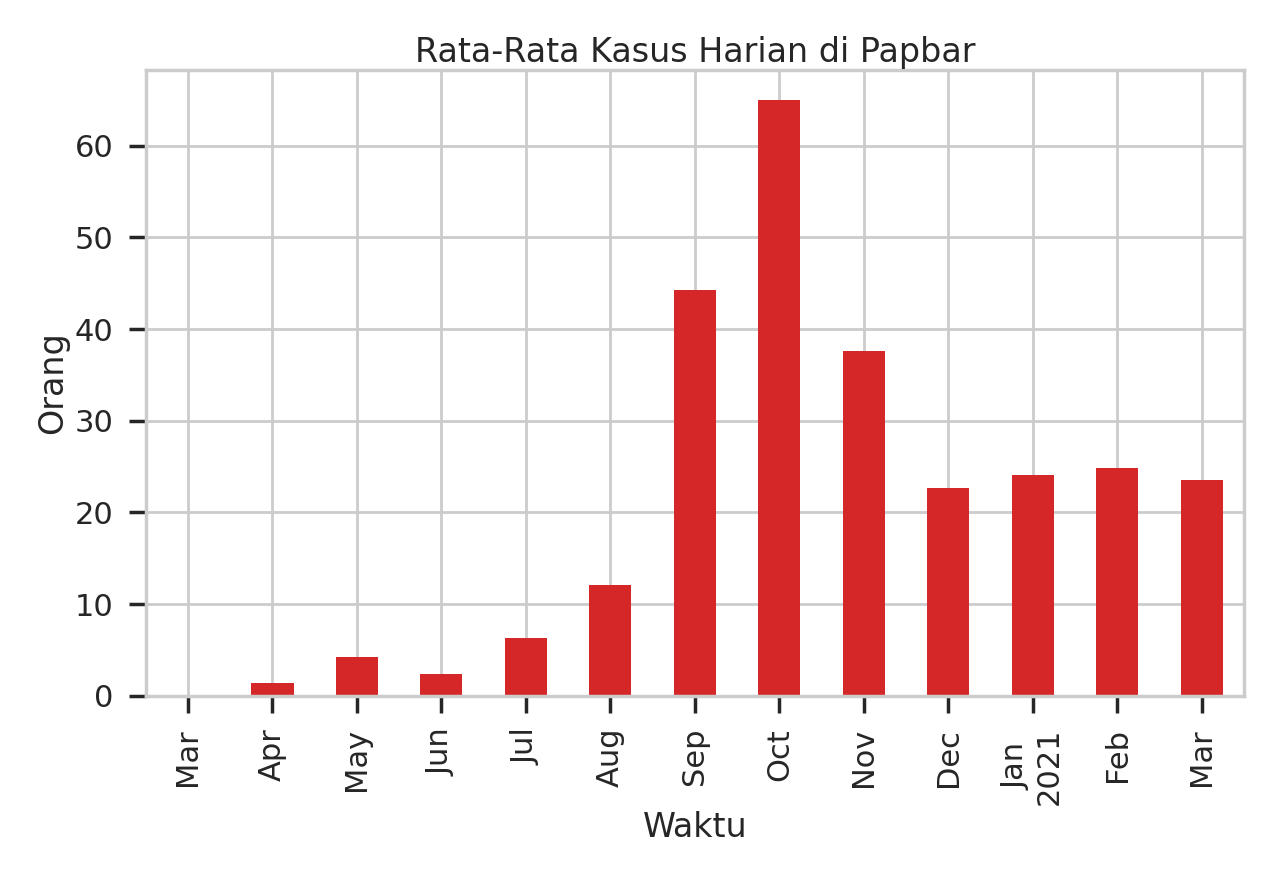 Rata-Rata Kasus Harian di Papbar
Orang
60
50
40
30
20
10
0
Mar
Apr
May
Jun
Jul
Aug
Sep
Oct
Nov
Dec
Jan
2021
Feb
Mar
Waktu